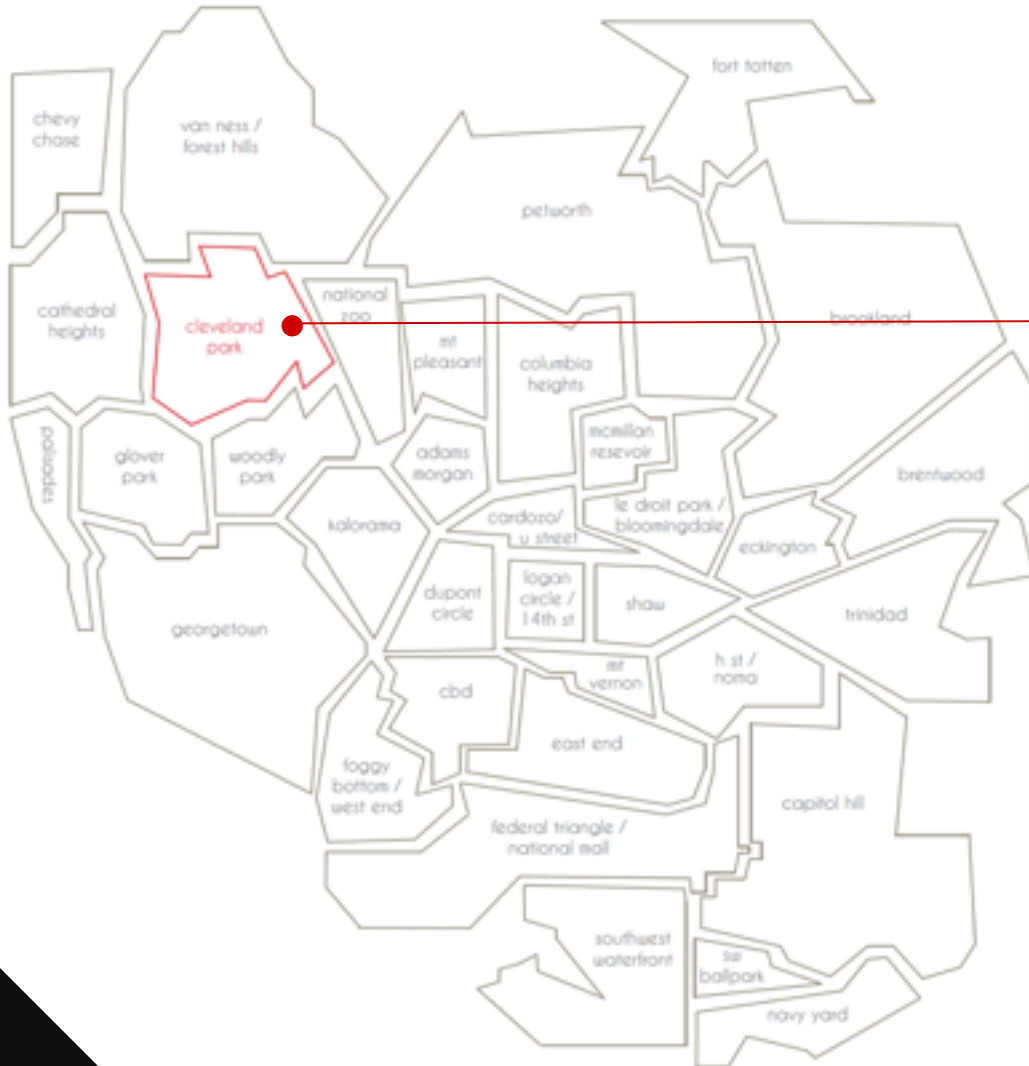 fort totten
chevy
chase
van ness /
forest hills
petworth
cathedral
heights
cleveland
park
national
zoo
brookland
mt
pleasant
columbia
heights
palisades
glover
park
woodly
park
adams
morgan
mcmillan
resevoir
brentwood
kalorama
cardozo/
u street
le droit park /
bloomingdale
eckington
georgetown
dupont
circle
logan
circle /
14th st
shaw
trinidad
cbd
mt
vernon
h st /
noma
foggy
bottom /
west end
east end
capitol hill
federal triangle /
national mall
southwest
waterfront
sw
ballpark
navy yard